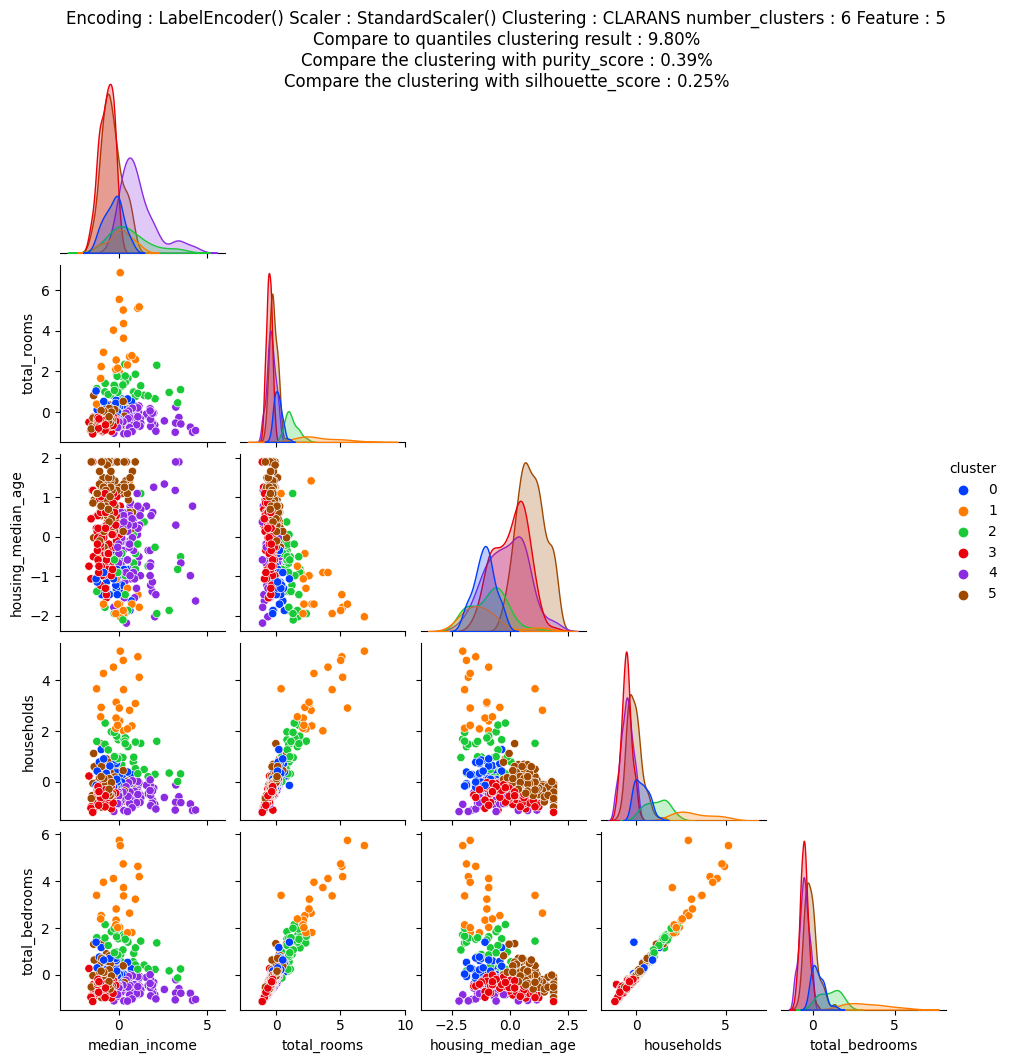 Encoding : LabelEncoder() Scaler : StandardScaler() Clustering : CLARANS number_clusters : 6 Feature : 5
Compare to quantiles clustering result : 9.80%
Compare the clustering with purity_score : 0.39%
Compare the clustering with silhouette_score : 0.25%
total_rooms
6
4
2
0
housing_median_age
2
1
0
−1
−2
cluster
0
1
2
3
4
5
households
4
2
0
total_bedrooms
6
4
2
0
0
5
median_income
0
5
10
total_rooms
−2.5
0.0
2.5
housing_median_age
0
5
households
0
5
total_bedrooms